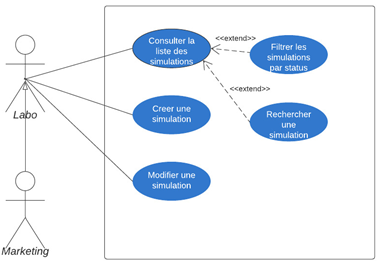 Consulter la
liste des
simulations
<<extend>>
Filtrer les
simulations
par status
<<extend>>
Creer une
simulation
Rechercher
une
simulation
Labo
Modifier une
simulation
Marketing